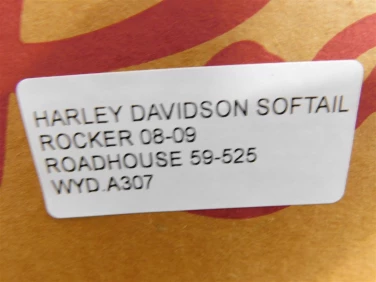 HARLEY DAVIDSON SOFTAIL
ROCKER 08-09
ROADHOUSE 59-525
WYD.A307